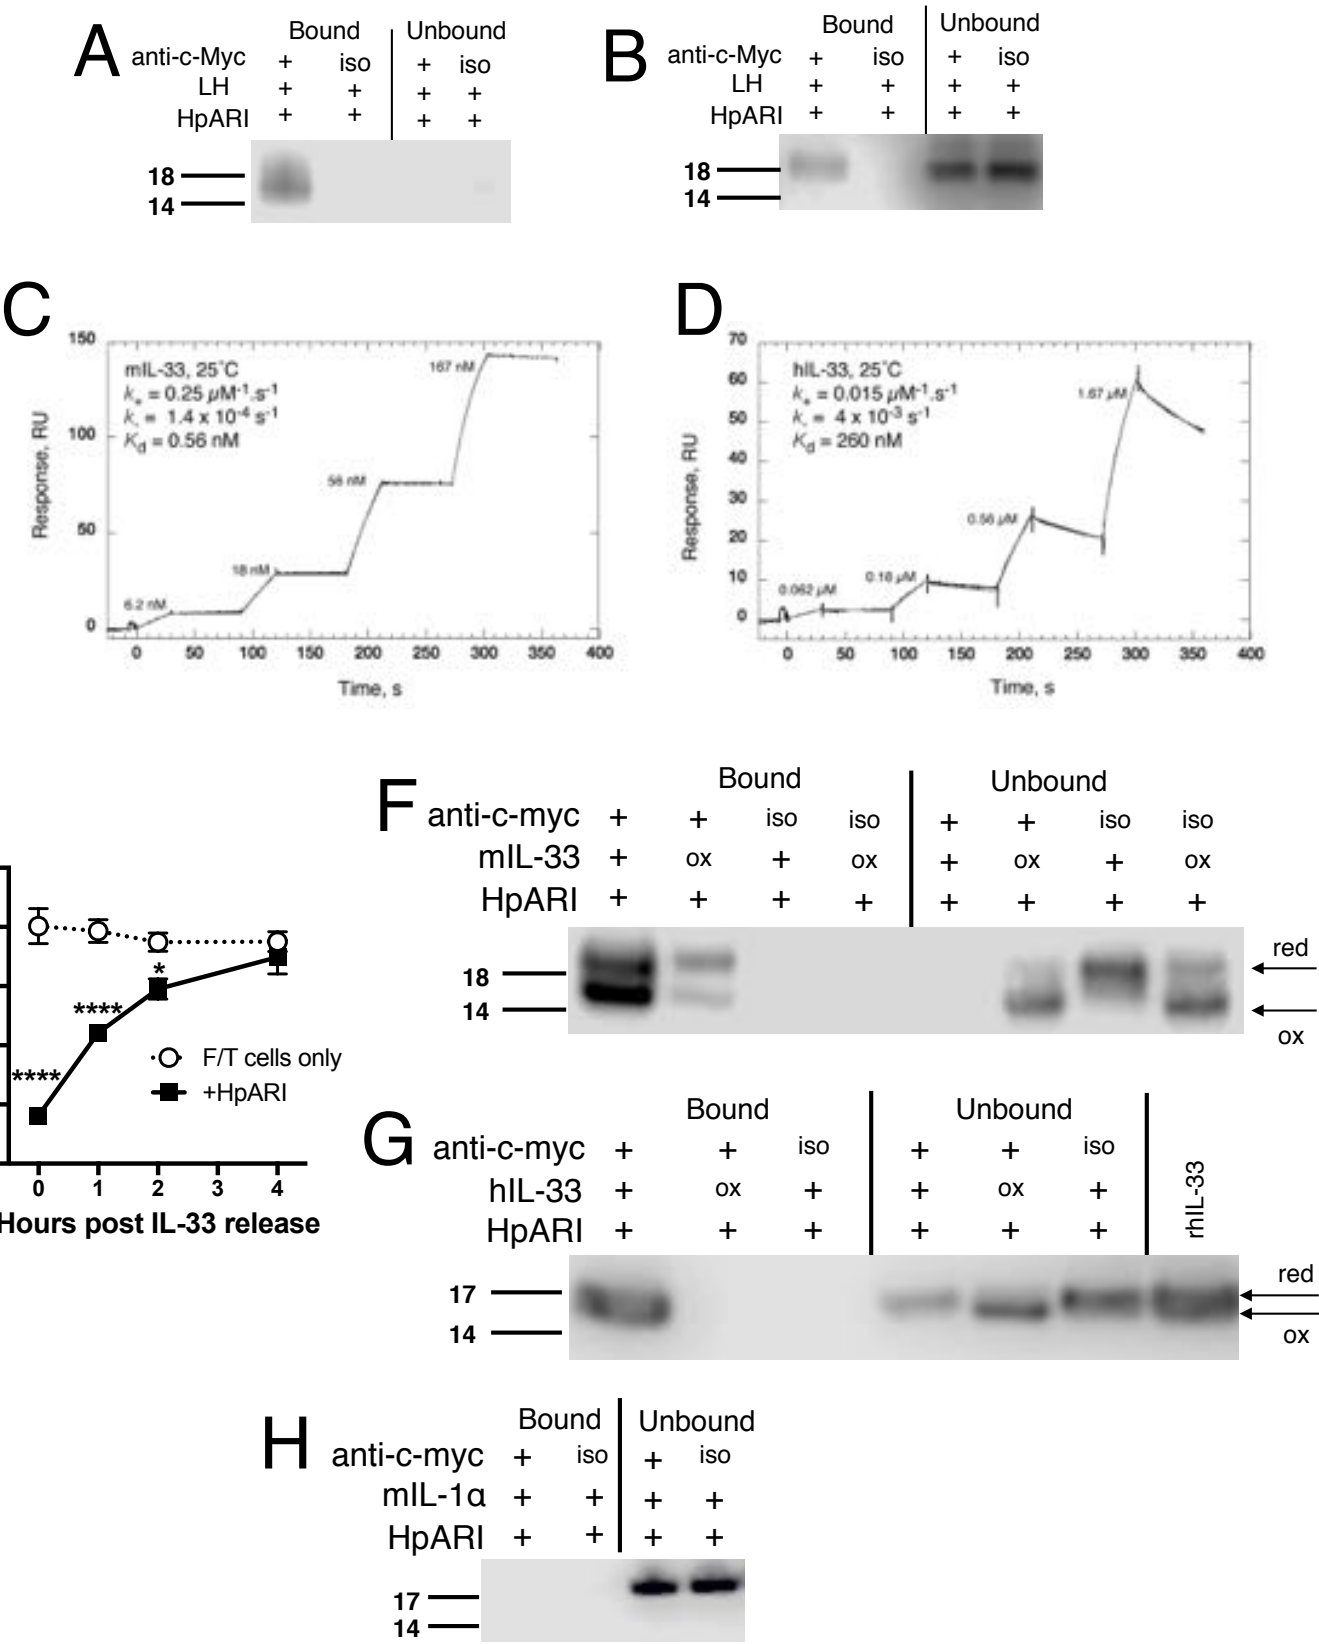 A
Bound Unbound
anti-c-Myc + iso + iso
LH + + + +
HpARI + + + +
18
14
B
Bound Unbound
anti-c-Myc + iso + iso
LH + + + +
HpARI + + + +
18
14
C
150
100
50
0
Response, RU
mIL-33, 25°C
k₊ = 0.25 µM⁻¹.s⁻¹
k₋ = 1.4 x 10⁻⁴ s⁻¹
K_d = 0.56 nM
6.2 nM
18 nM
56 nM
167 nM
0 50 100 150 200 250 300 350 400
Time, s
D
70
60
50
40
30
20
10
0
Response, RU
hIL-33, 25°C
k₊ = 0.015 µM⁻¹.s⁻¹
k₋ = 4 x 10⁻³ s⁻¹
K_d = 260 nM
0.062 µM
0.18 µM
0.56 µM
1.67 µM
0 50 100 150 200 250 300 350 400
Time, s
****
****
*
F/T cells only
+HpARI
0 1 2 3 4
Hours post IL-33 release
F
Bound Unbound
anti-c-myc + + iso iso + + iso iso
mIL-33 + ox + ox + ox + ox
HpARI + + + + + + + +
18
14
red
ox
G
Bound Unbound
anti-c-myc + + iso + + iso
hIL-33 + ox + + ox +
HpARI + + + + + +
rhIL-33
17
14
red
ox
H
Bound Unbound
anti-c-myc + iso + iso
mIL-1α + + + +
HpARI + + + +
17
14